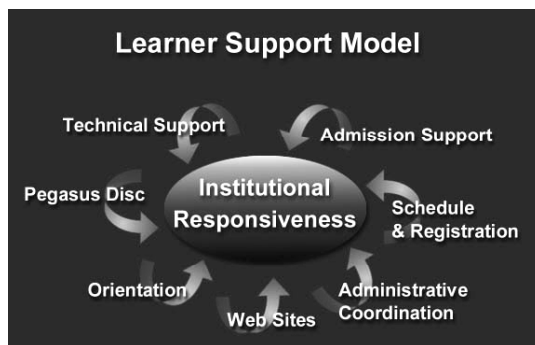 Learner Support Model
Technical Support
Admission Support
Pegasus Disc
Institutional
Responsiveness
Schedule
& Registration
Orientation
Web Sites
Administrative
Coordination